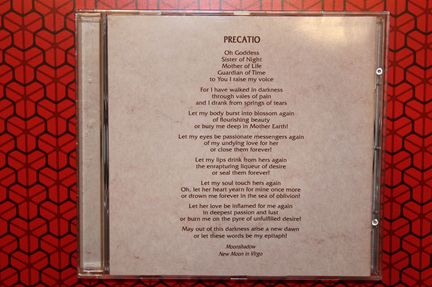 PRECATIO
Oh Goddess
Sister of Night
Mother of Life
Guardian of Time
to You I raise my voice
For I have walked in darkness
through vales of pain
and I drank from springs of tears
Let my body burst into blossom again
of flourishing beauty
or bury me deep in Mother Earth!
Let my eyes be passionate messengers again
of my undying love for her
or close them forever!
Let my lips drink from hers again
the enrapturing liqueur of desire
or seal them forever!
Let my soul touch hers again
Oh, let her heart yearn for mine once more
or drown me forever in the sea of oblivion!
Let her love be inflamed for me again
in deepest passion and lust
or burn me on the pyre of unfulfilled desire!
May out of this darkness arise a new dawn
or let these words be my epitaph!
Moonshadow
New Moon in Virgo